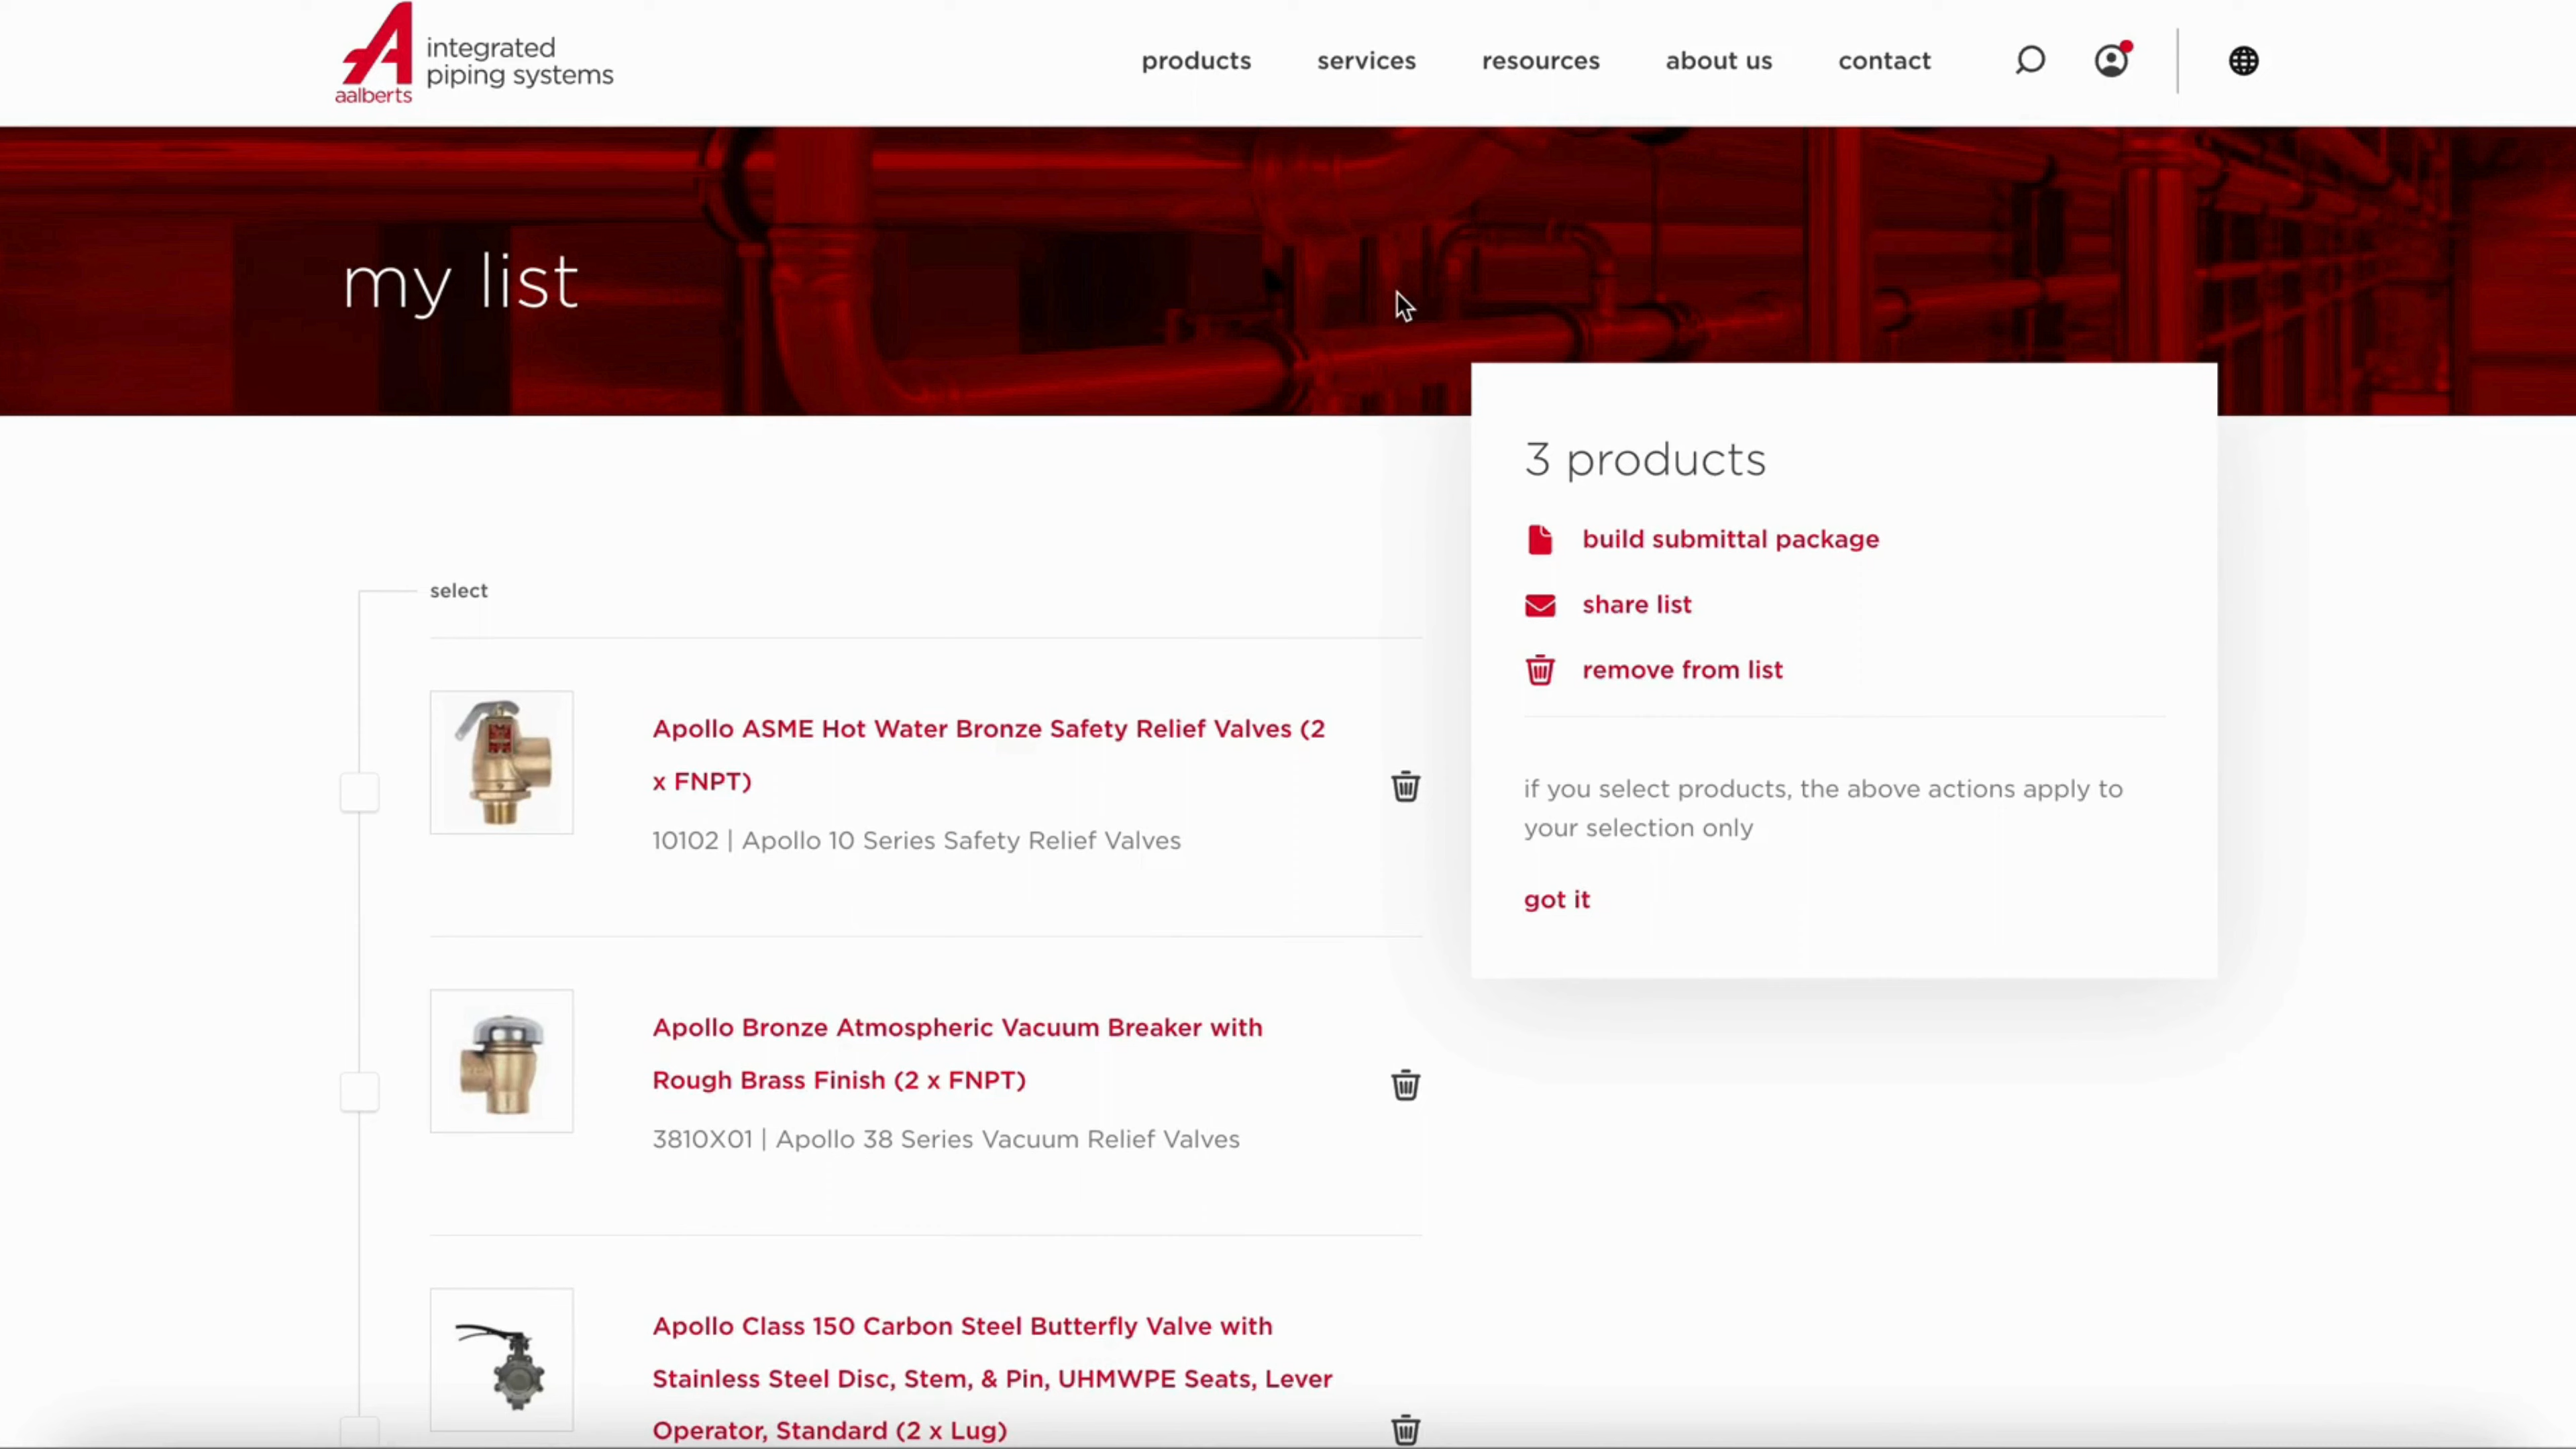 integrated
piping systems
aalberts
products services resources about us contact
my list
3 products
build submittal package
share list
remove from list
if you select products, the above actions apply to
your selection only
got it
select
Apollo ASME Hot Water Bronze Safety Relief Valves (2
x FNPT)
10102 | Apollo 10 Series Safety Relief Valves
Apollo Bronze Atmospheric Vacuum Breaker with
Rough Brass Finish (2 x FNPT)
3810X01 | Apollo 38 Series Vacuum Relief Valves
Apollo Class 150 Carbon Steel Butterfly Valve with
Stainless Steel Disc, Stem, & Pin, UHMWPE Seats, Lever
Operator, Standard (2 x Lug)